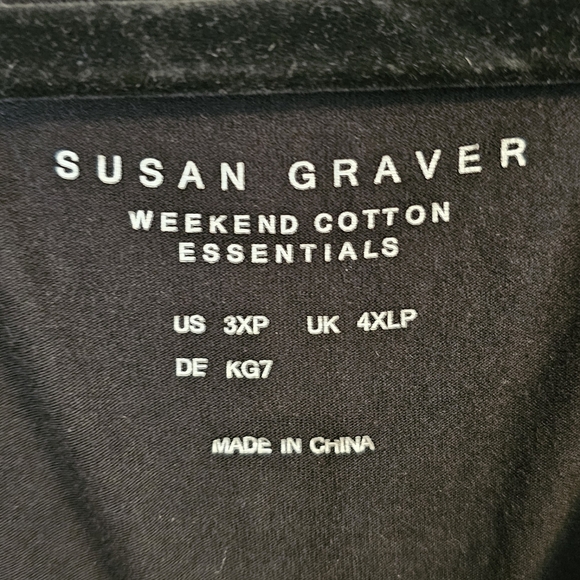 SUSAN GRAVER
WEEKEND COTTON
ESSENTIALS
US 3XP UK 4XLP
DE KG7
MADE IN CHINA